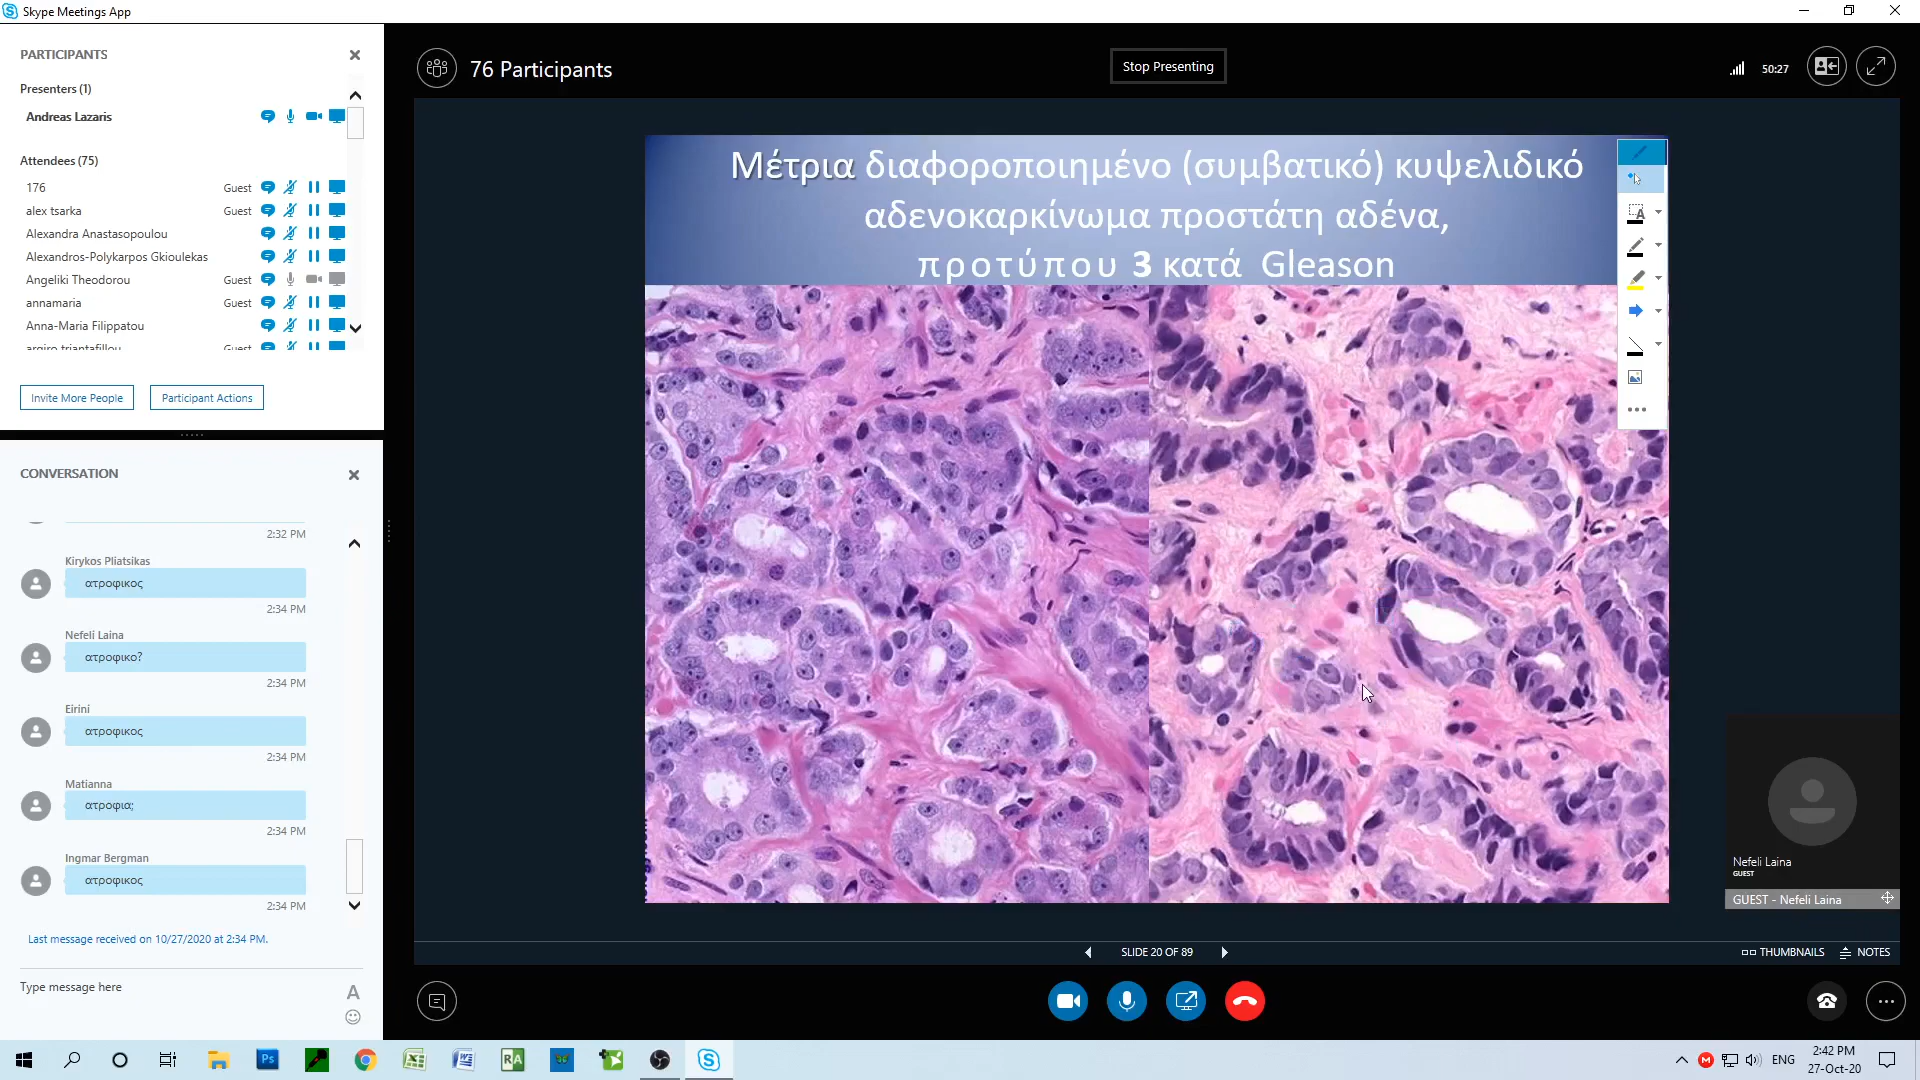 Skype Meetings App
PARTICIPANTS
Presenters (1)
Andreas Lazaris
Attendees (75)
176 Guest
alex tsarka Guest
Alexandra Anastasopoulou
Alexandros-Polykarpos Gkioulekas
Angeliki Theodorou Guest
annamaria Guest
Anna-Maria Filippatou
argiro triantafillou Guest
Invite More People
Participant Actions
CONVERSATION
2:32 PM
Kirykos Pliatsikas
ατροφικος
2:34 PM
Nefeli Laina
ατροφικο?
2:34 PM
Eirini
ατροφικος
2:34 PM
Matianna
ατροφια;
2:34 PM
Ingmar Bergman
ατροφικος
2:34 PM
Last message received on 10/27/2020 at 2:34 PM.
Type message here
A
76 Participants
Stop Presenting
50:27
Μέτρια διαφοροποιημένο (συμβατικό) κυψελιδικό
αδενοκαρκίνωμα προστάτη αδένα,
προτύπου 3 κατά Gleason
A
Nefeli Laina
GUEST
GUEST - Nefeli Laina
SLIDE 20 OF 89
THUMBNAILS
NOTES
Ps
RA
M
ENG
2:42 PM
27-Oct-20